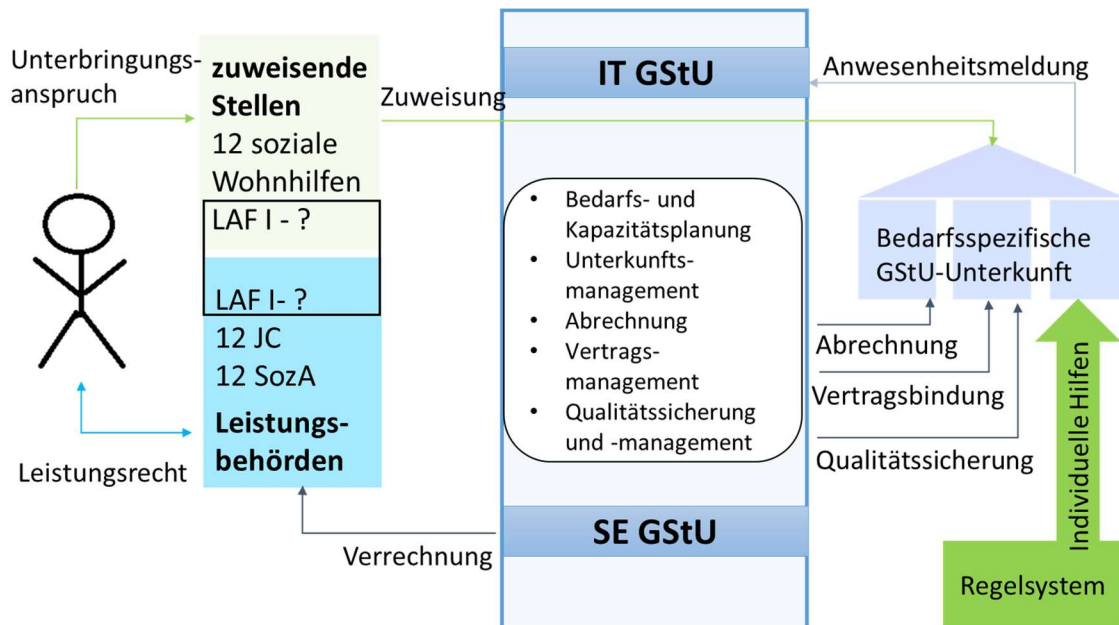 Unterbringungs-
anspruch
zuweisende
Stellen
12 soziale
Wohnhilfen
LAF I - ?
LAF I- ?
12 JC
12 SozA
Leistungs-
behörden
Leistungsrecht
Zuweisung
Verrechnung
IT GStU
• Bedarfs- und
Kapazitätsplanung
• Unterkunfts-
management
• Abrechnung
• Vertrags-
management
• Qualitätssicherung
und -management
SE GStU
Anwesenheitsmeldung
Bedarfsspezifische
GStU-Unterkunft
Abrechnung
Vertragsbindung
Qualitätssicherung
Individuelle Hilfen
Regelsystem